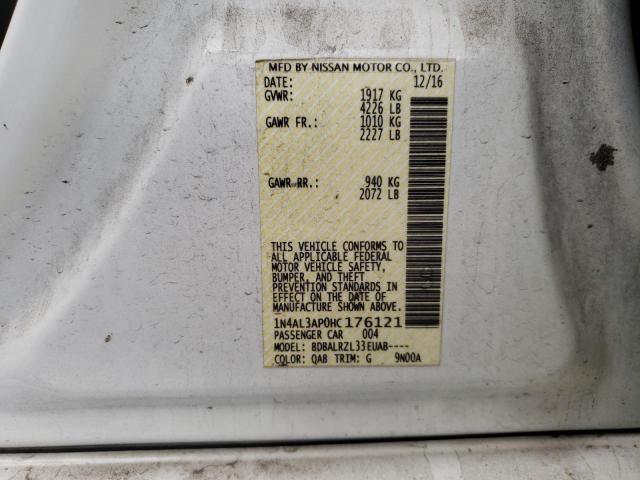 MFD BY NISSAN MOTOR CO., LTD.
DATE: 12/16
GVWR: 1917 KG
4226 LB
GAWR FR.: 1010 KG
2227 LB
GAWR RR.: 940 KG
2072 LB
THIS VEHICLE CONFORMS TO
ALL APPLICABLE FEDERAL
MOTOR VEHICLE SAFETY,
BUMPER, AND THEFT
PREVENTION STANDARDS IN
EFFECT ON THE DATE OF
MANUFACTURE SHOWN ABOVE.
1N4AL3AP0HC176121
PASSENGER CAR 004
MODEL: BDBALRZL33EUAB----
COLOR: QAB TRIM: G 9N00A